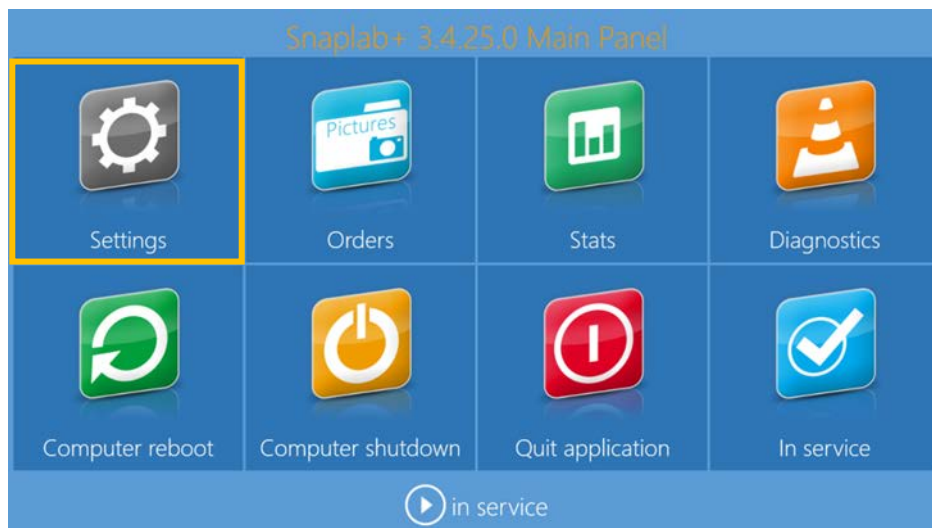 Snaplab+ 3.4.25.0 Main Panel
Pictures
Settings Orders Stats Diagnostics
Computer reboot Computer shutdown Quit application In service
in service